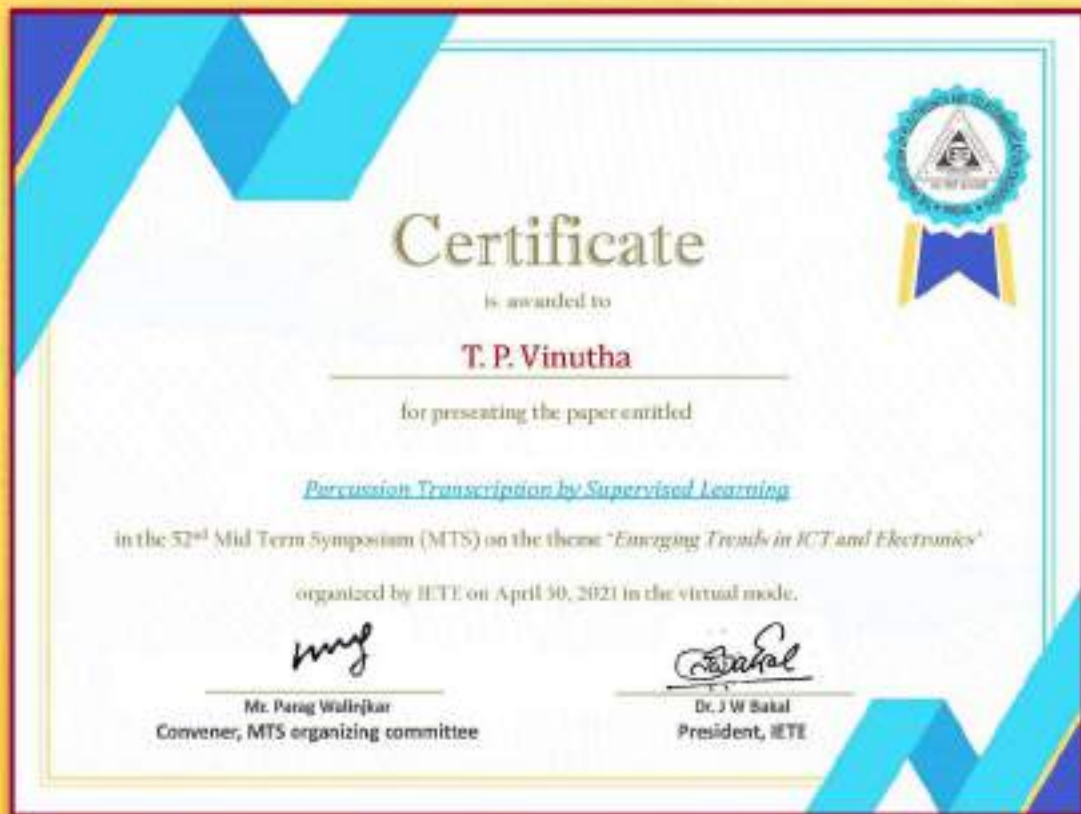 Certificate
is awarded to
T. P. Vinutha
for presenting the paper entitled
Percussion Transcription by Supervised Learning
in the 52nd Mid Term Symposium (MTS) on the theme 'Emerging Trends in ICT and Electronics'
organized by IETE on April 30, 2021 in the virtual mode.
Mr. Parag Walinjkar
Convener, MTS organizing committee
Dr. J W Bakal
President, IETE